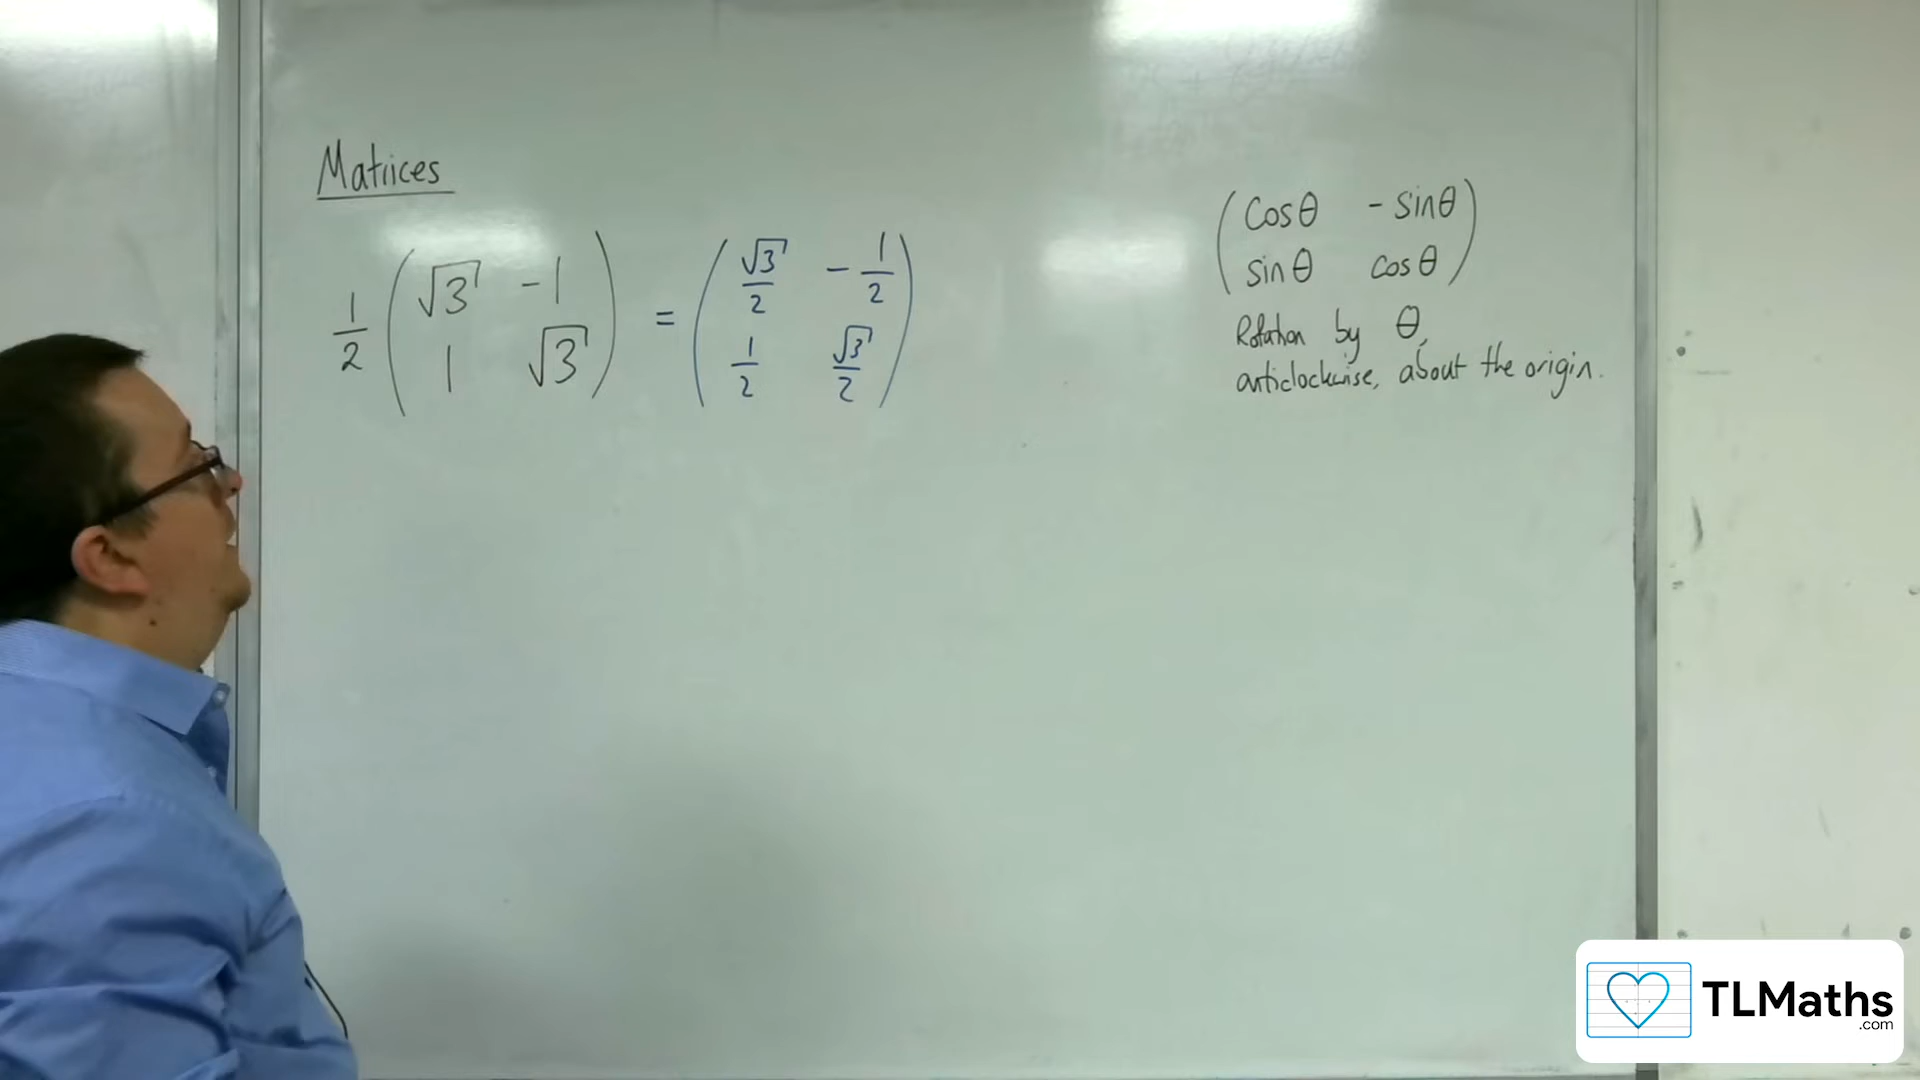 Matrices
1/2 (√3 -1
1 √3) = (√3/2 -1/2
1/2 √3/2)
(cosθ - sinθ
sinθ cosθ)
Rotation by θ,
anticlockwise, about the origin.
TLMaths
.com